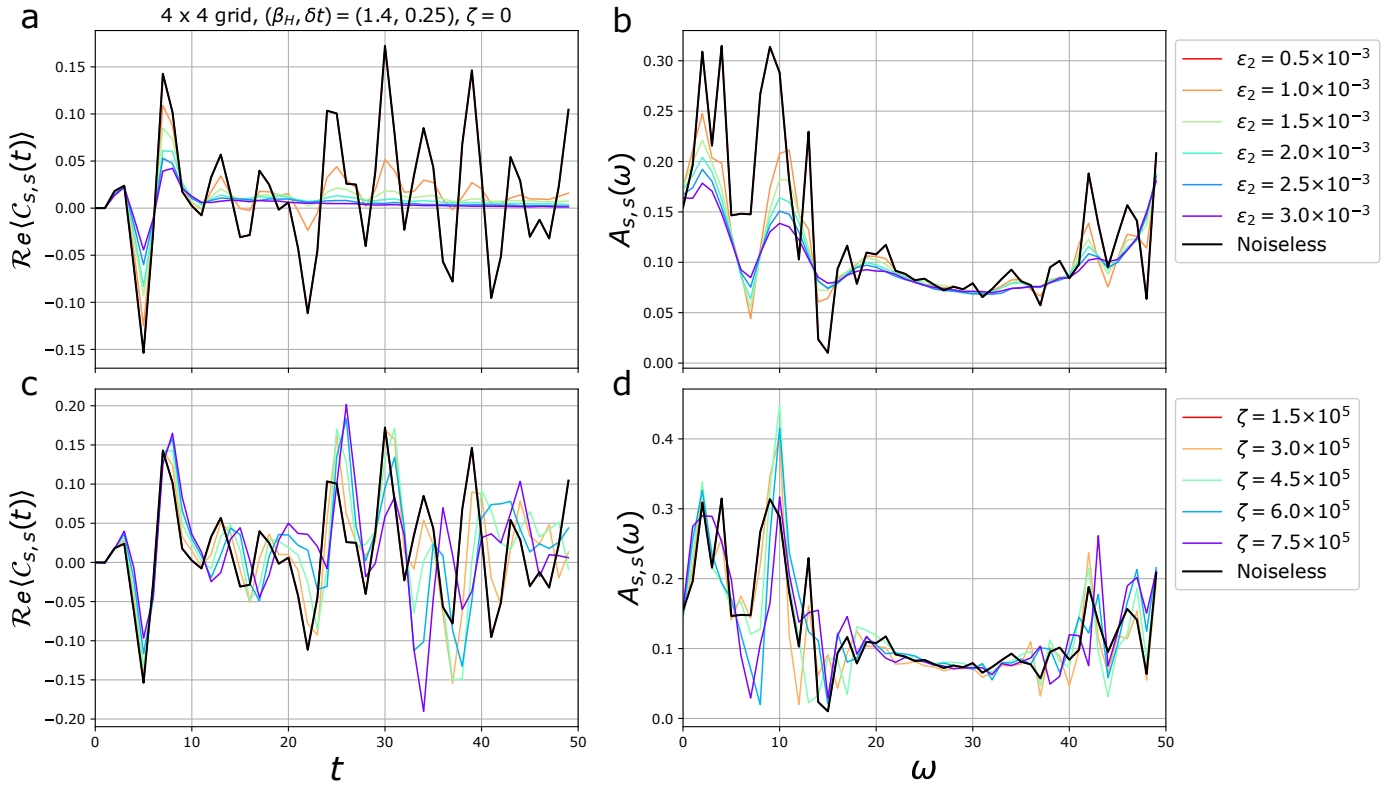 a
4 x 4 grid, (β_H, δt) = (1.4, 0.25), ζ = 0
0.15
0.10
0.05
0.00
−0.05
−0.10
−0.15
Re⟨C_{s,s}(t)⟩
b
0.30
0.25
0.20
0.15
0.10
0.05
0.00
A_{s,s}(ω)
ε₂ = 0.5×10⁻³
ε₂ = 1.0×10⁻³
ε₂ = 1.5×10⁻³
ε₂ = 2.0×10⁻³
ε₂ = 2.5×10⁻³
ε₂ = 3.0×10⁻³
Noiseless
c
0.20
0.15
0.10
0.05
0.00
−0.05
−0.10
−0.15
−0.20
Re⟨C_{s,s}(t)⟩
0 10 20 30 40 50
t
d
0.4
0.3
0.2
0.1
0.0
A_{s,s}(ω)
0 10 20 30 40 50
ω
ζ = 1.5×10⁵
ζ = 3.0×10⁵
ζ = 4.5×10⁵
ζ = 6.0×10⁵
ζ = 7.5×10⁵
Noiseless